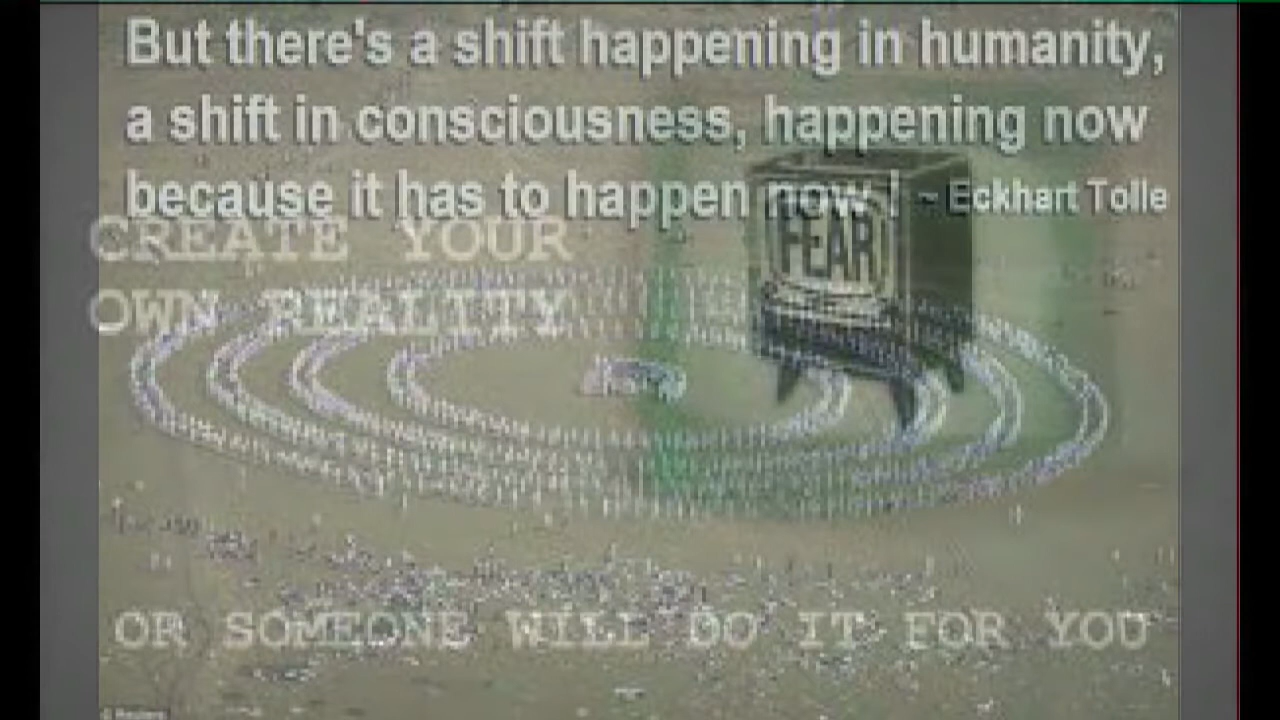 But there's a shift happening in humanity,
a shift in consciousness, happening now
because it has to happen now ! ~ Eckhart Tolle
CREATE YOUR
OWN REALITY
FEAR
OR SOMEONE WILL DO IT FOR YOU